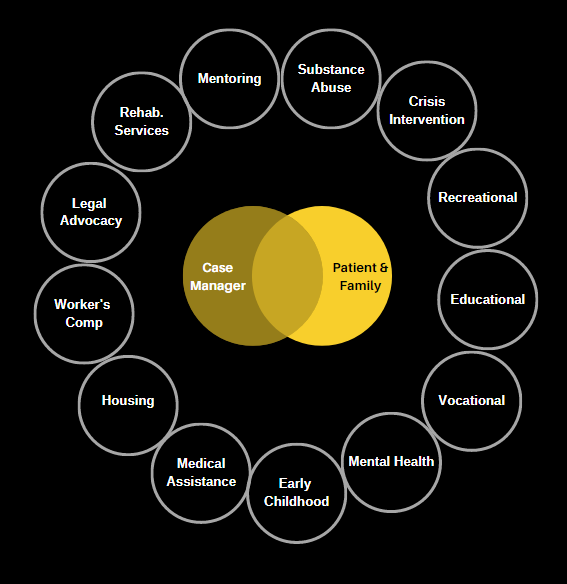 Mentoring
Substance
Abuse
Crisis
Intervention
Recreational
Educational
Vocational
Mental Health
Early
Childhood
Medical
Assistance
Housing
Worker's
Comp
Legal
Advocacy
Rehab.
Services
Case
Manager
Patient &
Family